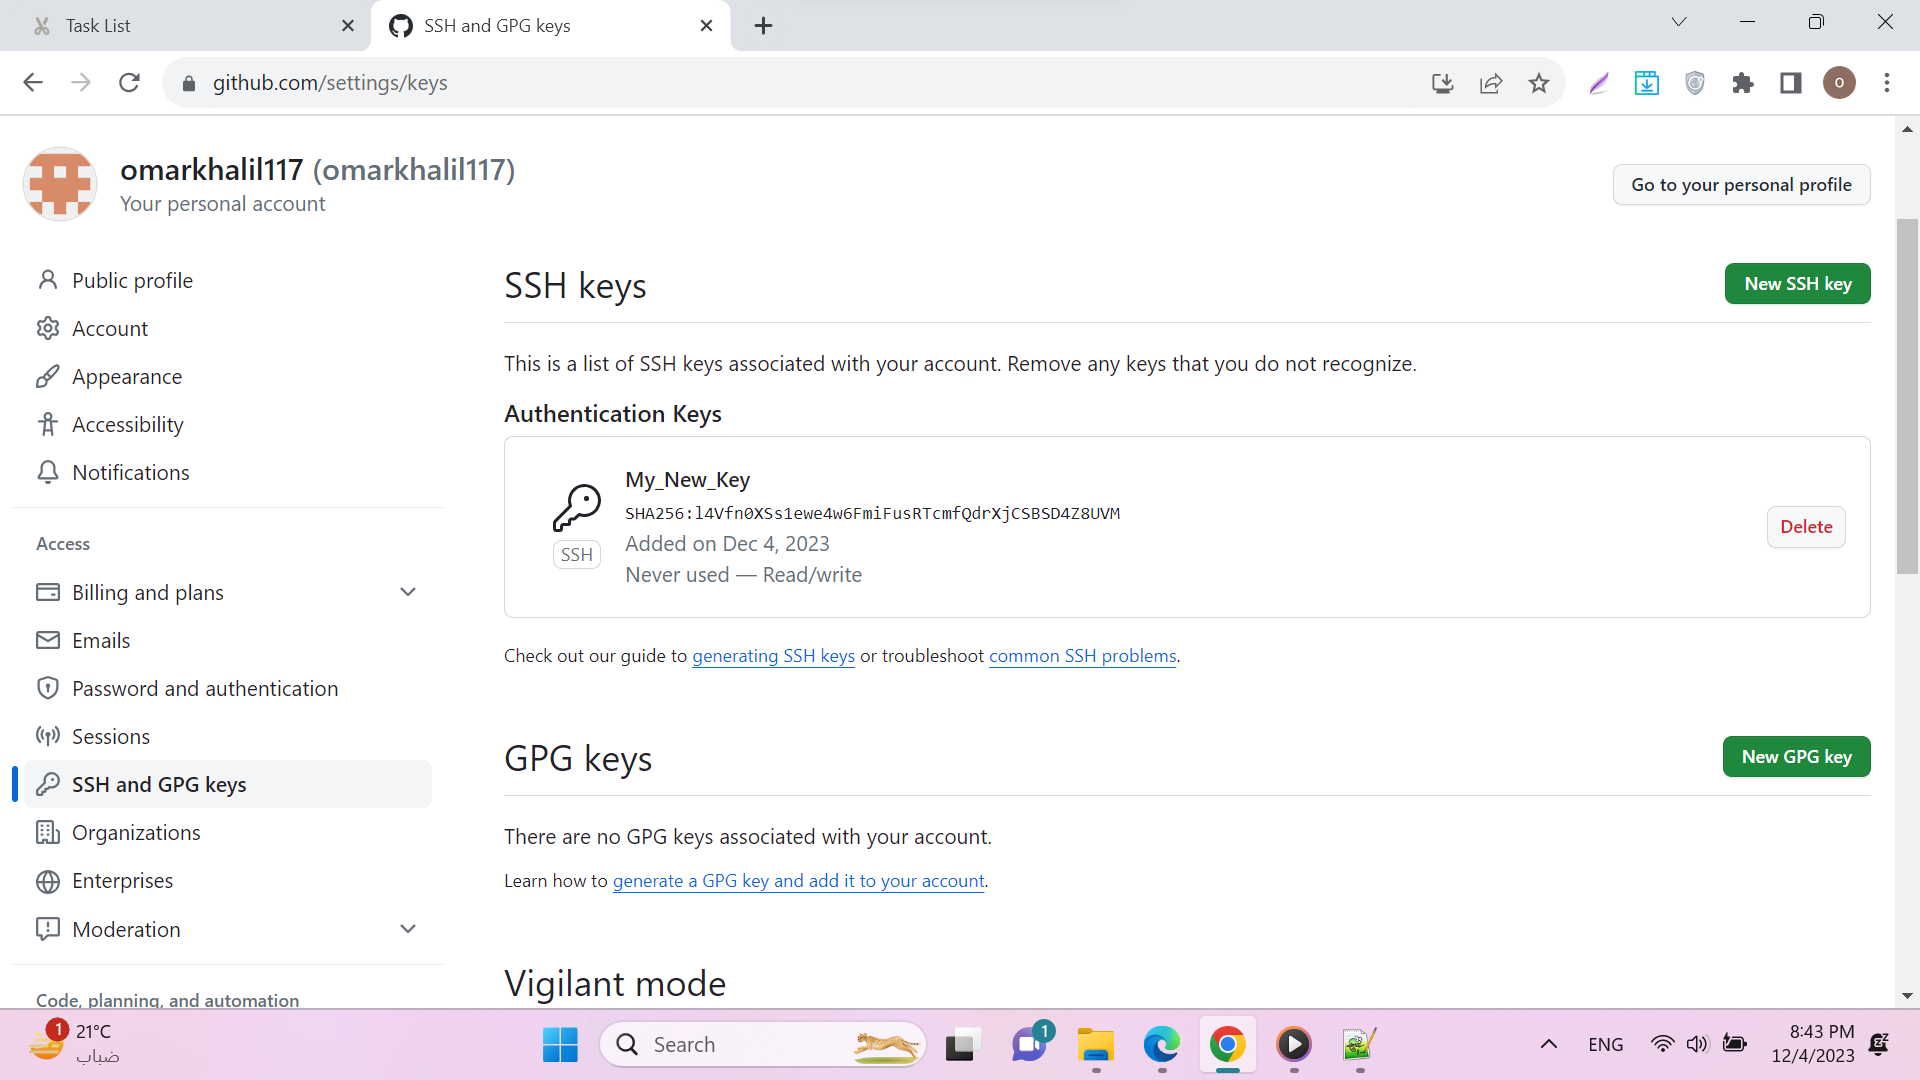 Task List
SSH and GPG keys
github.com/settings/keys
O
omarkhalil117 (omarkhalil117)
Your personal account
Go to your personal profile
Public profile
Account
Appearance
Accessibility
Notifications
Access
Billing and plans
Emails
Password and authentication
Sessions
SSH and GPG keys
Organizations
Enterprises
Moderation
Code, planning, and automation
SSH keys
New SSH key
This is a list of SSH keys associated with your account. Remove any keys that you do not recognize.
Authentication Keys
My_New_Key
SHA256:l4Vfn0XSs1ewe4w6FmiFusRTcmfQdrXjCSBSD4Z8UVM
SSH
Added on Dec 4, 2023
Never used — Read/write
Delete
Check out our guide to generating SSH keys or troubleshoot common SSH problems.
GPG keys
New GPG key
There are no GPG keys associated with your account.
Learn how to generate a GPG key and add it to your account.
Vigilant mode
1
21°C
ضباب
Search
1
ENG
8:43 PM
12/4/2023